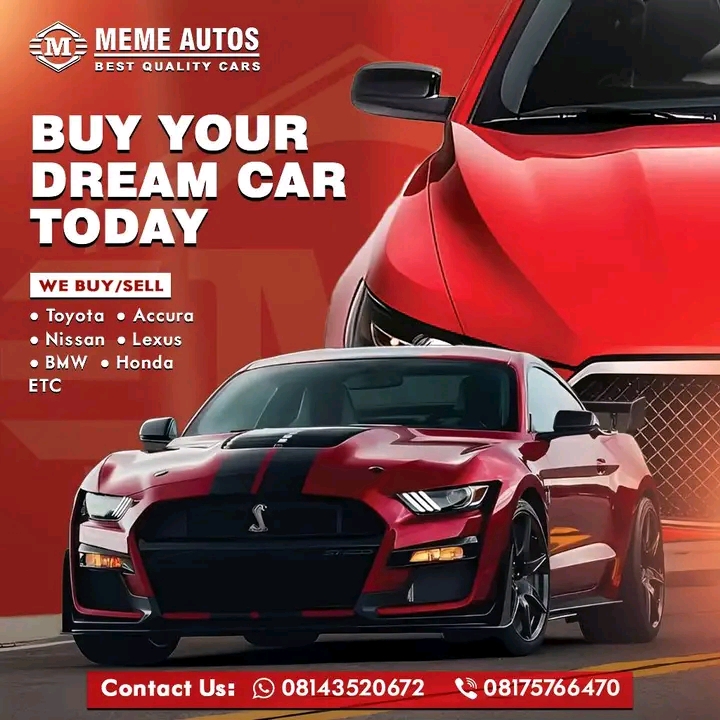 M MEME AUTOS
BEST QUALITY CARS
BUY YOUR
DREAM CAR
TODAY
WE BUY/SELL
• Toyota • Accura
• Nissan • Lexus
• BMW • Honda
ETC
Contact Us: 08143520672 08175766470